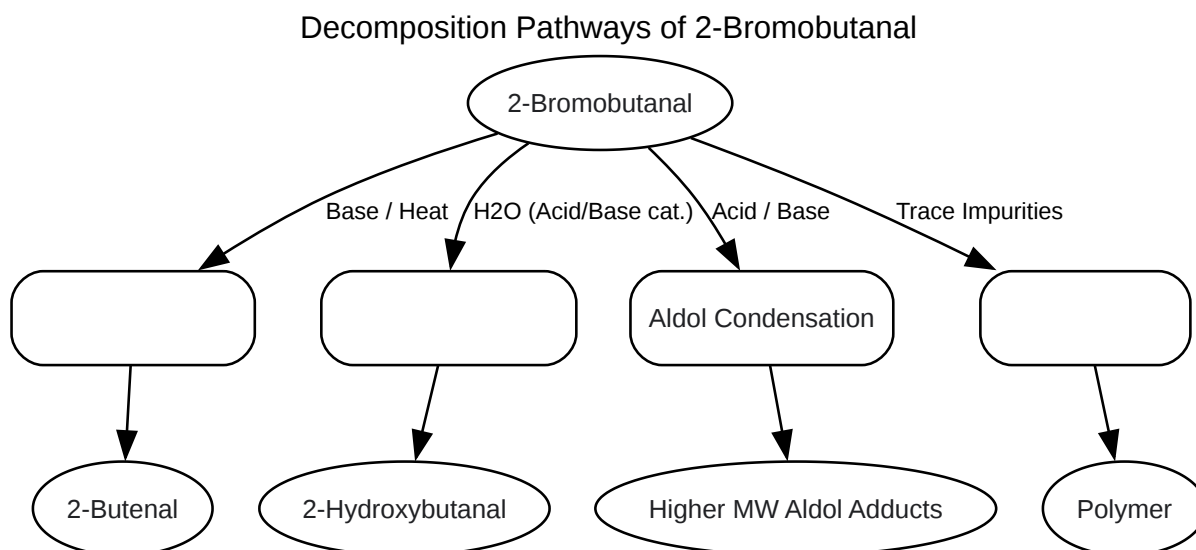 Decomposition Pathways of 2-Bromobutanal
2-Bromobutanal
Base / Heat
H2O (Acid/Base cat.)
Acid / Base
Trace Impurities
Aldol Condensation
2-Butenal
2-Hydroxybutanal
Higher MW Aldol Adducts
Polymer